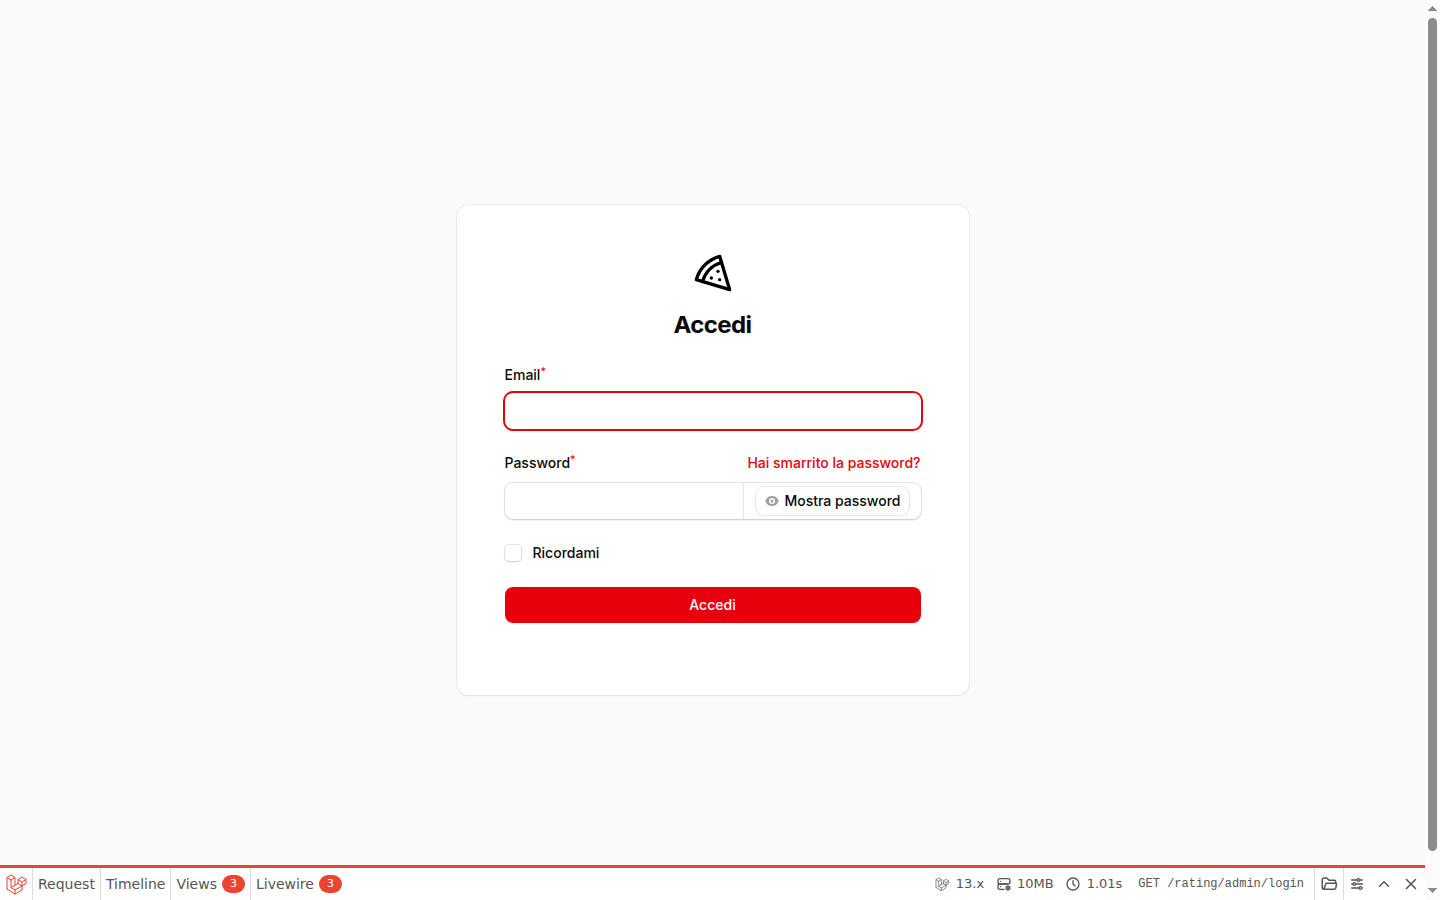 Accedi
Email*
Password*
Hai smarrito la password?
Mostra password
Ricordami
Accedi
Request Timeline Views 3 Livewire 3 13.x 10MB 1.01s GET /rating/admin/login